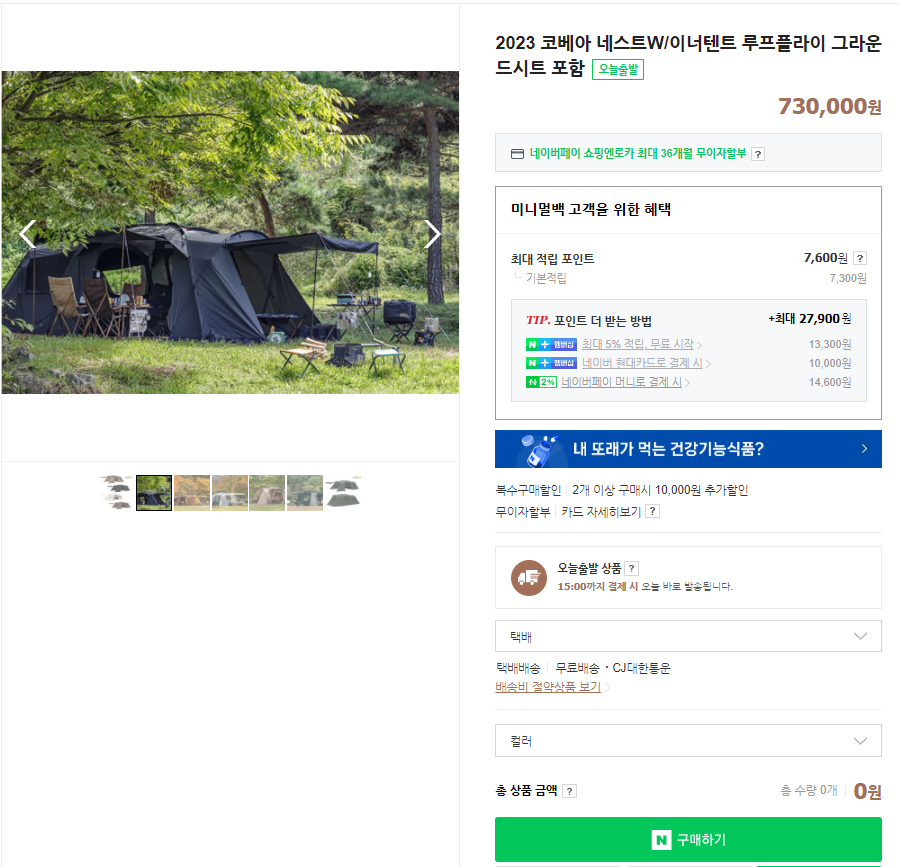 2023 코베아 네스트W/이너텐트 루프플라이 그라운
드시트 포함 오늘출발
730,000원
네이버페이 쇼핑엔로카 최대 36개월 무이자할부 ?
미니멀백 고객을 위한 혜택
최대 적립 포인트 7,600원 ?
기본적립 7,300원
TIP. 포인트 더 받는 방법 +최대 27,900원
N + 멤버십 최대 5% 적립, 무료 시작 13,300원
N + 멤버십 네이버 현대카드로 결제 시 10,000원
N 2% 네이버페이 머니로 결제 시 14,600원
내 또래가 먹는 건강기능식품?
복수구매할인 2개 이상 구매시 10,000원 추가할인
무이자할부 카드 자세히보기 ?
오늘출발 상품 ?
15:00까지 결제 시 오늘 바로 발송됩니다.
택배
택배배송 무료배송 · CJ대한통운
배송비 절약상품 보기
컬러
총 상품 금액 ? 총 수량 0개 0원
N 구매하기